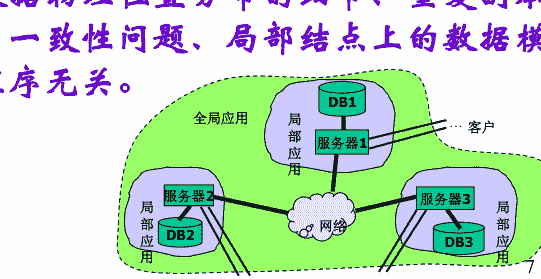 一致性问题、局部结点上的数据模
序无关。
DB1
全局应用
局部应用
服务器1
… 客户
服务器2
局部应用
DB2
网络
服务器3
局部应用
DB3
7